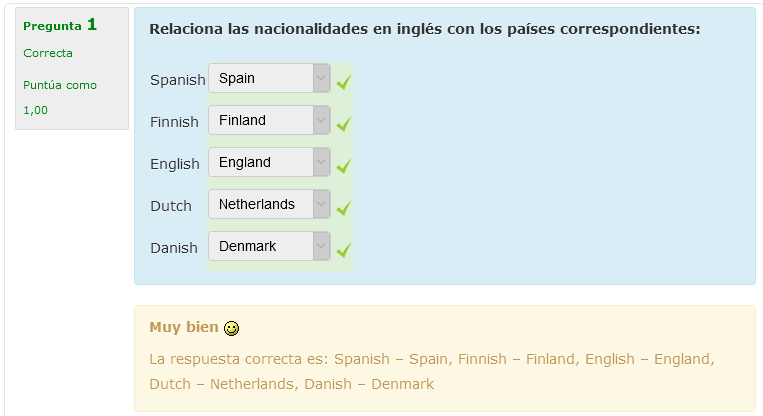 Pregunta 1
Correcta
Puntúa como
1,00
Relaciona las nacionalidades en inglés con los países correspondientes:
Spanish Spain
Finnish Finland
English England
Dutch Netherlands
Danish Denmark
Muy bien
La respuesta correcta es: Spanish – Spain, Finnish – Finland, English – England,
Dutch – Netherlands, Danish – Denmark